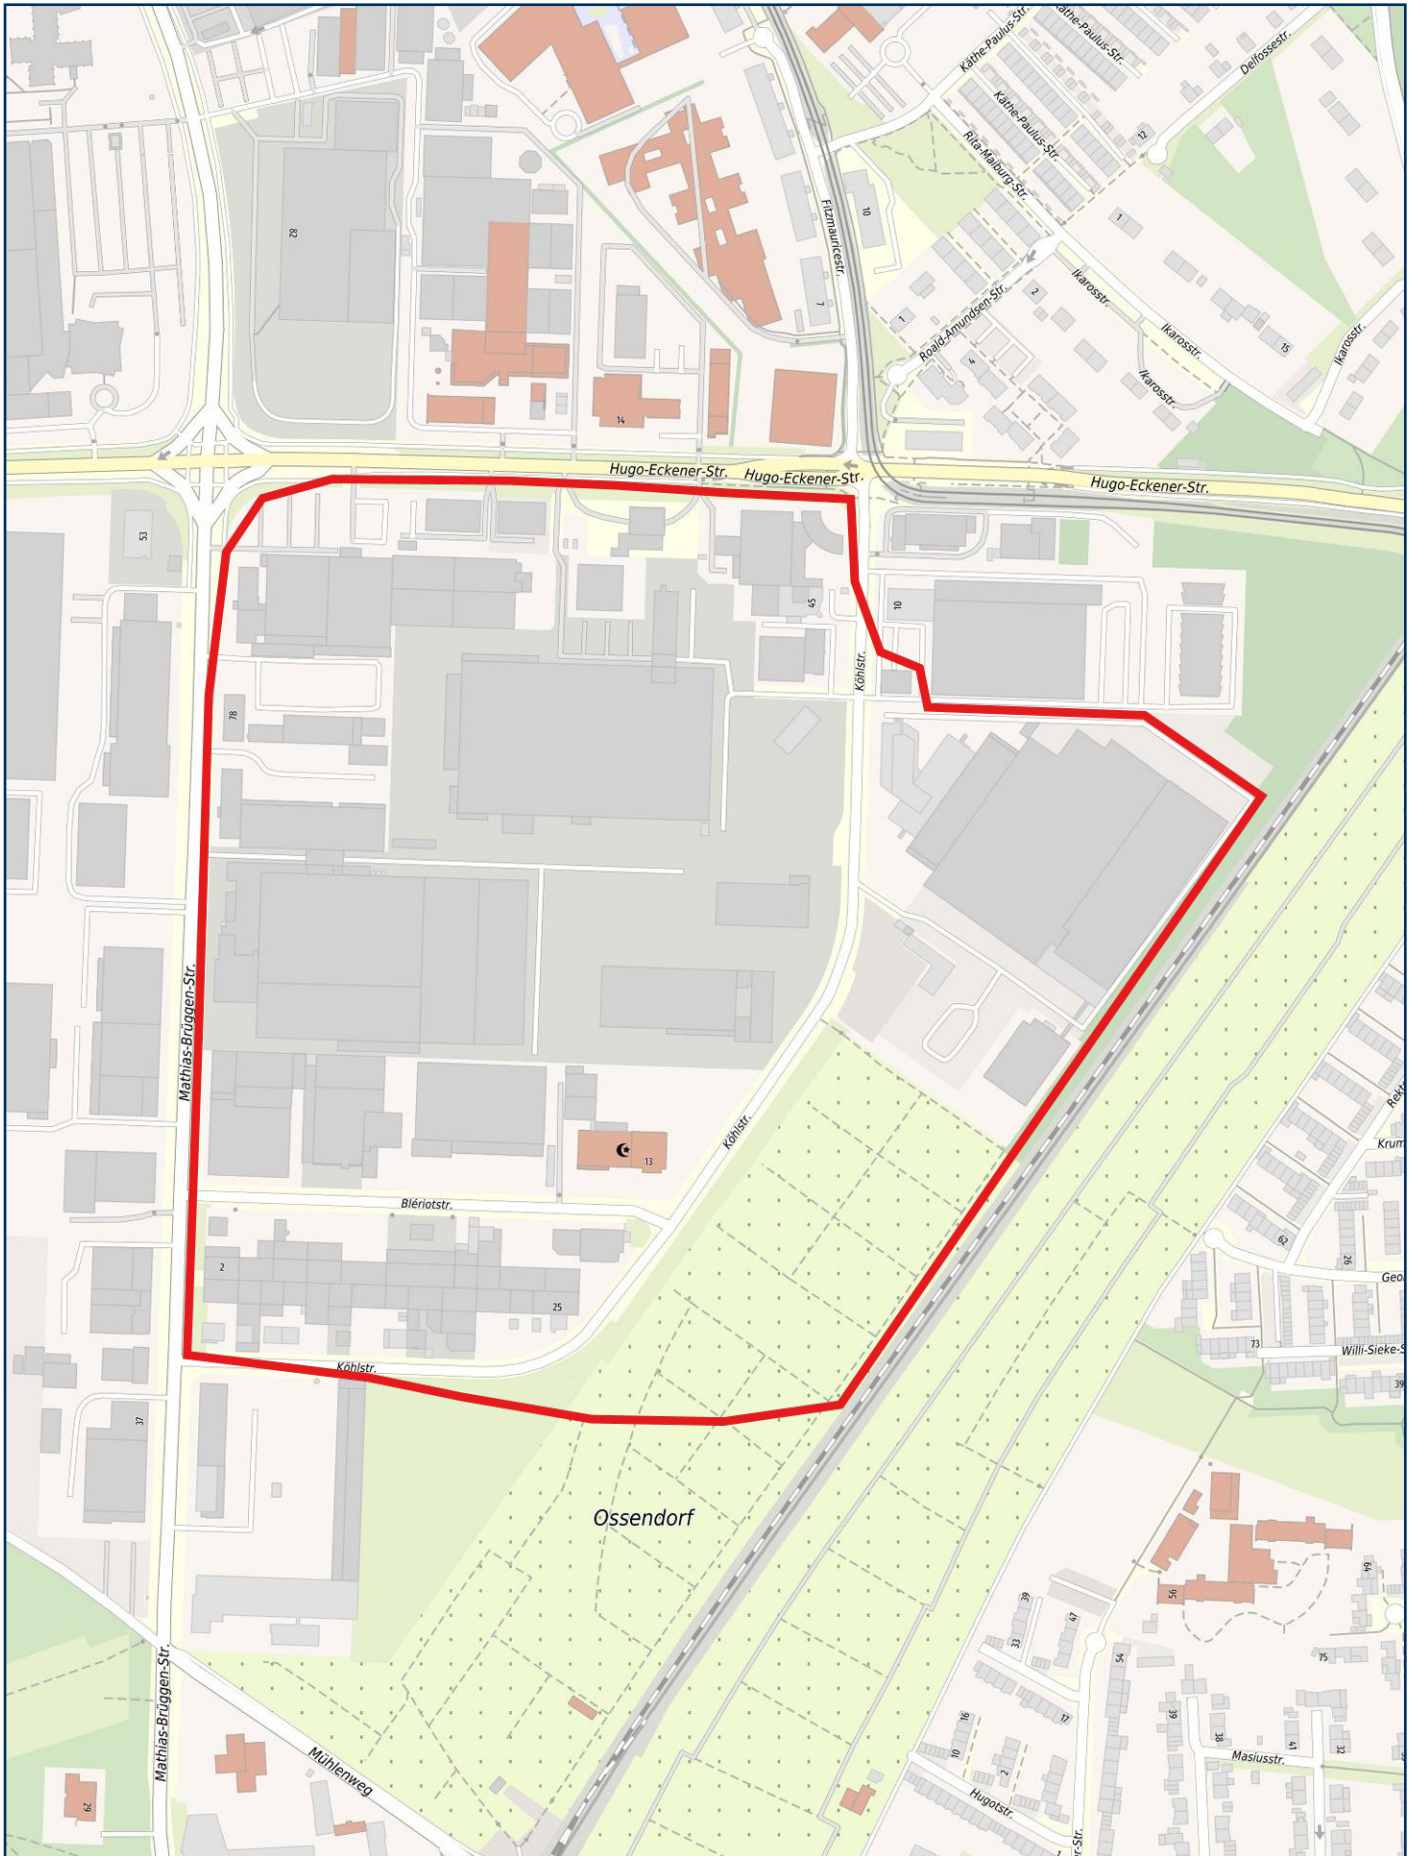 Käthe-Paulus-Str.
Käthe-Paulus-Str.
Delfossestr.
Käthe-Paulus-Str.
12
Rita-Maiburg-Str.
82
Fitzmauricestr.
10
1
7
2
1
Ikarosstr.
Roald-Amundsen-Str.
Ikarosstr.
15
Ikarosstr.
4
Ikarosstr.
14
Hugo-Eckener-Str.
Hugo-Eckener-Str.
Hugo-Eckener-Str.
53
45
10
Köhlstr.
78
Mathias-Brüggen-Str.
Köhlstr.
13
Blériotstr.
2
25
Köhlstr.
37
62
26
73
Willi-Sieke-S
39
Ossendorf
56
64
39
33
47
54
75
Mathias-Brüggen-Str.
Mühlenweg
16
10
17
2
39
38
41
32
Masiusstr.
Hugotstr.
29
1